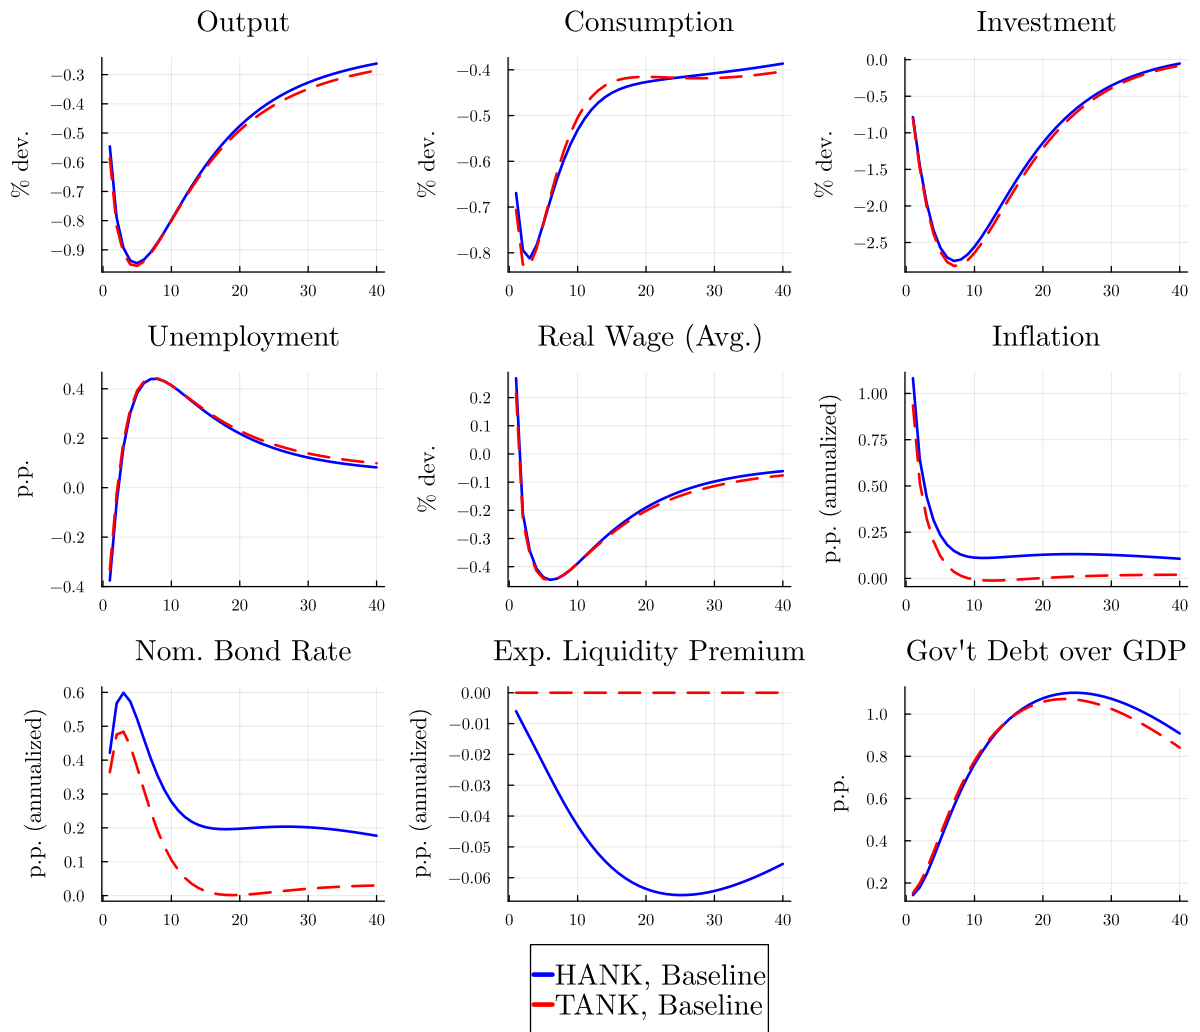 Output
Consumption
Investment
% dev.
−0.3
−0.4
−0.5
−0.6
−0.7
−0.8
−0.9
0 10 20 30 40
% dev.
−0.4
−0.5
−0.6
−0.7
−0.8
0 10 20 30 40
% dev.
0.0
−0.5
−1.0
−1.5
−2.0
−2.5
0 10 20 30 40
Unemployment
Real Wage (Avg.)
Inflation
p.p.
0.4
0.2
0.0
−0.2
−0.4
0 10 20 30 40
% dev.
0.2
0.1
0.0
−0.1
−0.2
−0.3
−0.4
0 10 20 30 40
p.p. (annualized)
1.00
0.75
0.50
0.25
0.00
0 10 20 30 40
Nom. Bond Rate
Exp. Liquidity Premium
Gov't Debt over GDP
p.p. (annualized)
0.6
0.5
0.4
0.3
0.2
0.1
0.0
0 10 20 30 40
p.p. (annualized)
0.00
−0.01
−0.02
−0.03
−0.04
−0.05
−0.06
0 10 20 30 40
p.p.
1.0
0.8
0.6
0.4
0.2
0 10 20 30 40
HANK, Baseline
TANK, Baseline